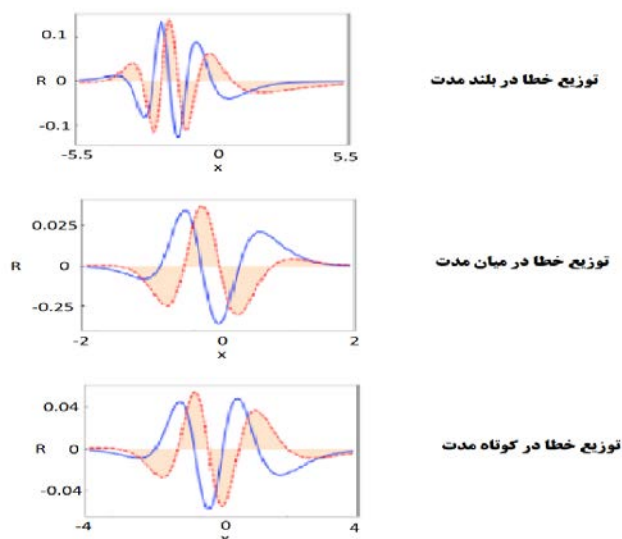 0.1
R 0
-0.1
-5.5 0 5.5
x
توزیع خطا در بلند مدت
0.025
R 0
-0.25
-2 0 2
x
توزیع خطا در میان مدت
0.04
R 0
-0.04
-4 0 4
x
توزیع خطا در کوتاه مدت